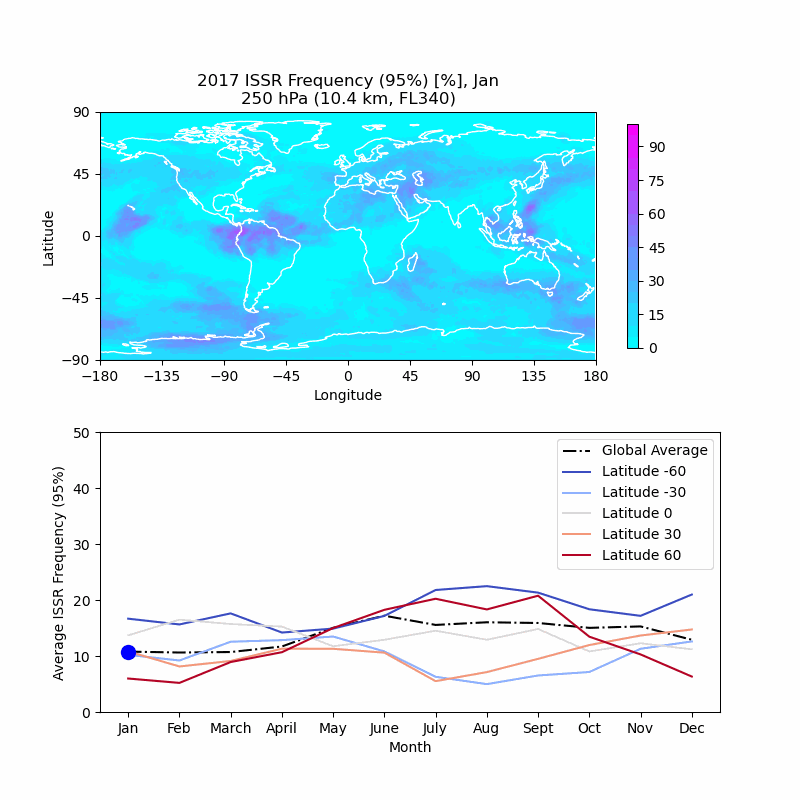 2017 ISSR Frequency (95%) [%], Jan
250 hPa (10.4 km, FL340)
90
45
0
−45
−90
Latitude
−180 −135 −90 −45 0 45 90 135 180
Longitude
90
75
60
45
30
15
0
50
40
30
20
10
0
Average ISSR Frequency (95%)
Global Average
Latitude -60
Latitude -30
Latitude 0
Latitude 30
Latitude 60
Jan Feb March April May June July Aug Sept Oct Nov Dec
Month